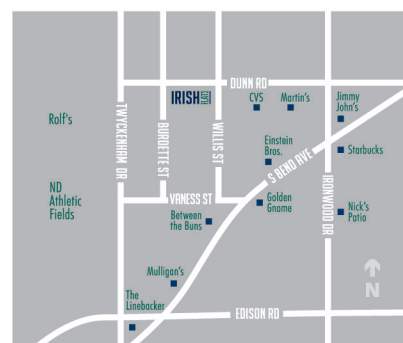 DUNN RD
IRISH
FLATS
CVS
Martin's
Jimmy
John's
Rolf's
TWYCKENHAM DR
BURDETTE ST
WILLIS ST
Einstein
Bros.
S BEND AVE
Starbucks
IRONWOOD DR
ND
Athletic
Fields
VANESS ST
Golden
Gnome
Between
the Buns
Nick's
Patio
Mulligan's
N
The
Linebacker
EDISON RD